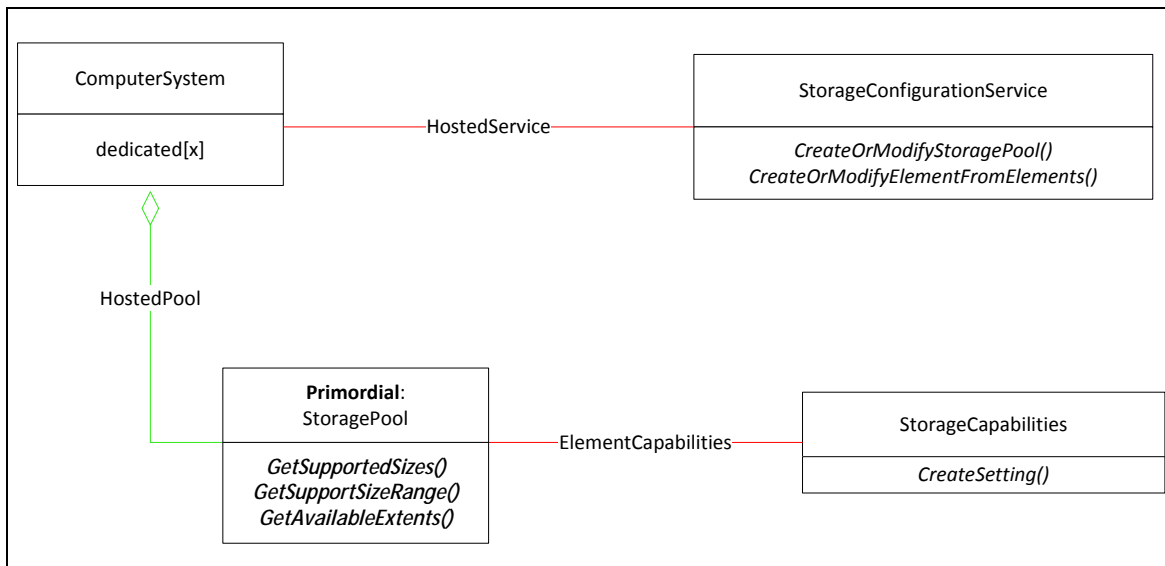 ComputerSystem
dedicated[x]
HostedService
StorageConfigurationService
CreateOrModifyStoragePool()
CreateOrModifyElementFromElements()
HostedPool
Primordial:
StoragePool
GetSupportedSizes()
GetSupportSizeRange()
GetAvailableExtents()
ElementCapabilities
StorageCapabilities
CreateSetting()